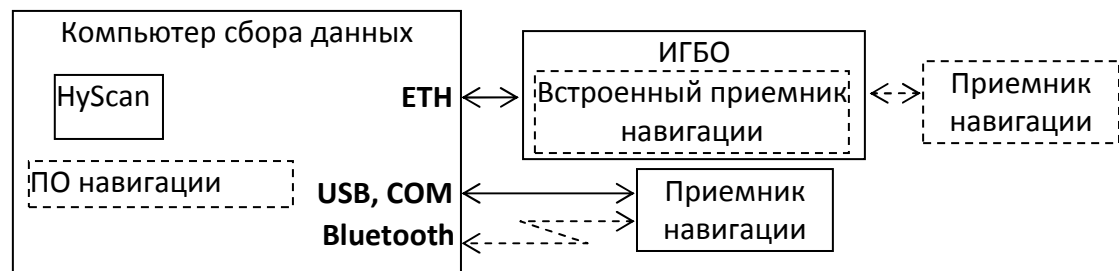 Компьютер сбора данных
HyScan
ПО навигации
ETH
USB, COM
Bluetooth
ИГБО
Встроенный приемник
навигации
Приемник
навигации
Приемник
навигации